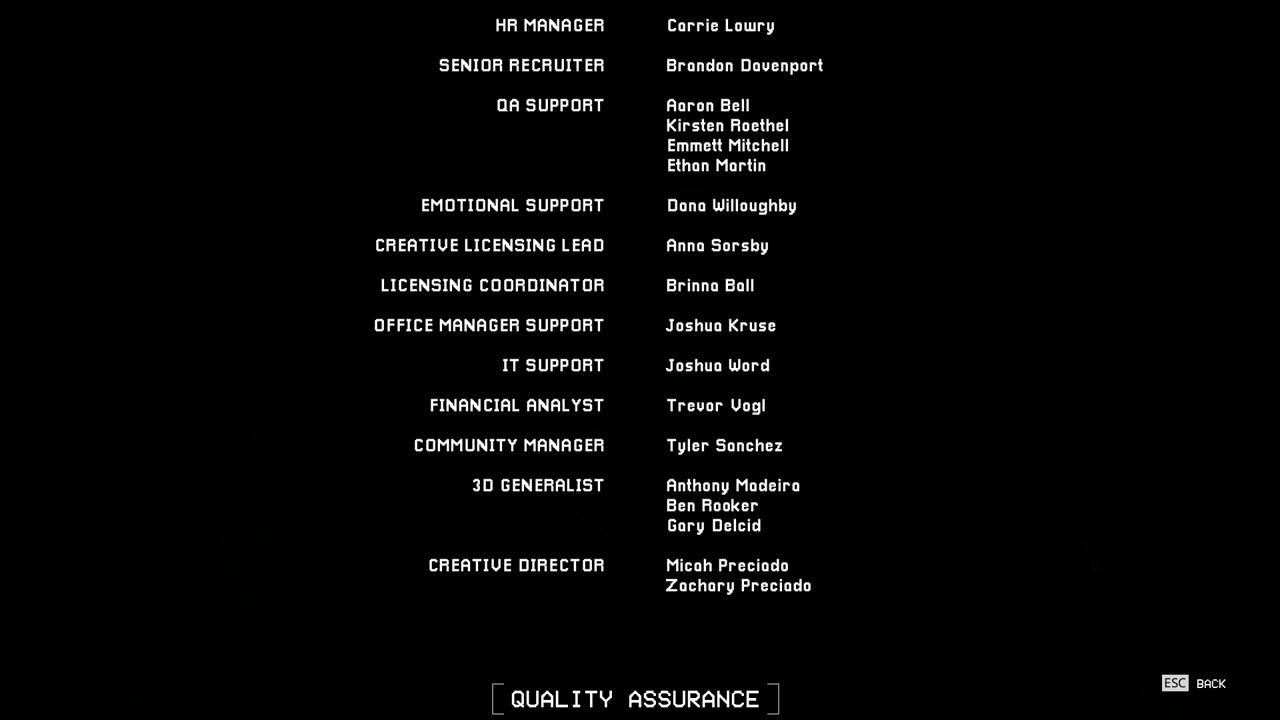 HR MANAGER Carrie Lowry
SENIOR RECRUITER Brandon Davenport
QA SUPPORT Aaron Bell
Kirsten Roethel
Emmett Mitchell
Ethan Martin
EMOTIONAL SUPPORT Dana Willoughby
CREATIVE LICENSING LEAD Anna Sorsby
LICENSING COORDINATOR Brinna Ball
OFFICE MANAGER SUPPORT Joshua Kruse
IT SUPPORT Joshua Word
FINANCIAL ANALYST Trevor Vogl
COMMUNITY MANAGER Tyler Sanchez
3D GENERALIST Anthony Madeira
Ben Rooker
Gary Delcid
CREATIVE DIRECTOR Micah Preciado
Zachary Preciado
ESC BACK
QUALITY ASSURANCE